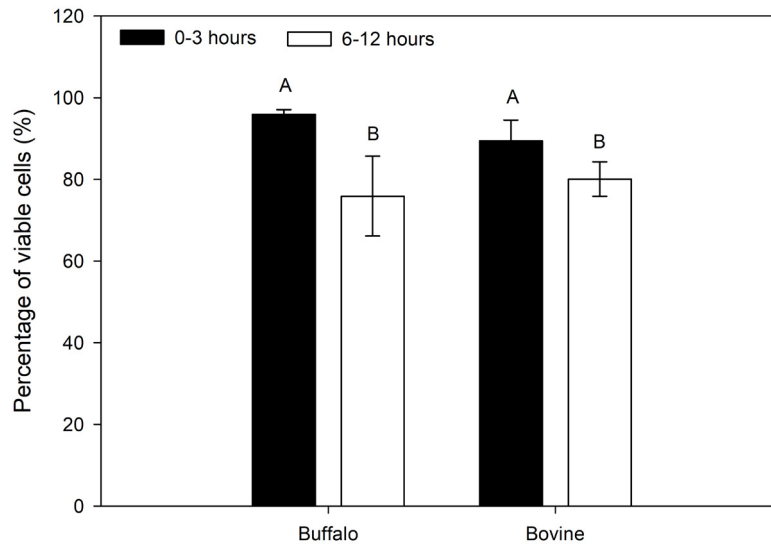 120
0-3 hours 6-12 hours
100
A A
B B
80
60
40
20
0
Percentage of viable cells (%)
Buffalo Bovine